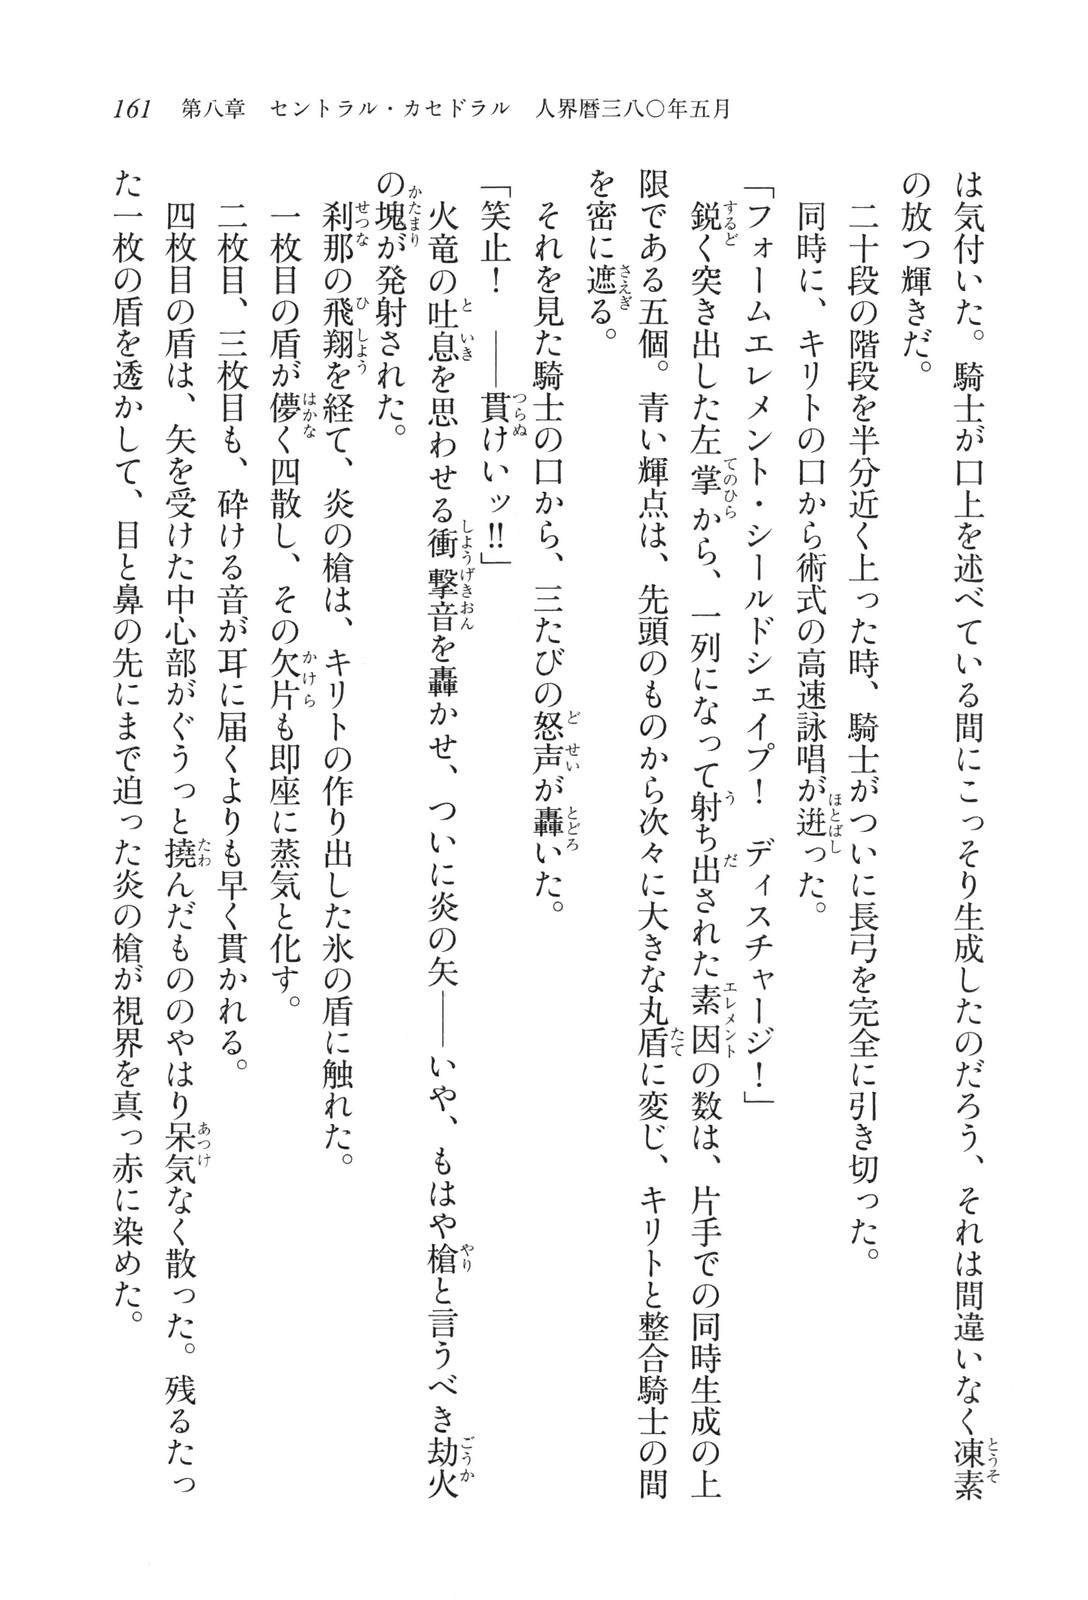 161 第八章 セントラル・カセドラル 人界暦三八〇年五月
は気付いた。騎士が口上を述べている間にこっそり生成したのだろう、それは間違いなく凍素
の放つ輝きだ。
二十段の階段を半分近く上った時、騎士がついに長弓を完全に引き切った。
同時に、キリトの口から術式の高速詠唱が迸った。
「フォームエレメント・シールドシェイプ! ディスチャージ!」
鋭く突き出した左掌から、一列になって射ち出された素因の数は、片手での同時生成の上
限である五個。青い輝点は、先頭のものから次々に大きな丸盾に変じ、キリトと整合騎士の間
を密に遮る。
それを見た騎士の口から、三たびの怒声が轟いた。
「笑止! ——貫けいッ!!」
火竜の吐息を思わせる衝撃音を轟かせ、ついに炎の矢——いや、もはや槍と言うべき劫火
の塊が発射された。
刹那の飛翔を経て、炎の槍は、キリトの作り出した氷の盾に触れた。
一枚目の盾が儚く四散し、その欠片も即座に蒸気と化す。
二枚目、三枚目も、砕ける音が耳に届くよりも早く貫かれる。
四枚目の盾は、矢を受けた中心部がぐうっと撓んだもののやはり呆気なく散った。残るたっ
た一枚の盾を透かして、目と鼻の先にまで迫った炎の槍が視界を真っ赤に染めた。